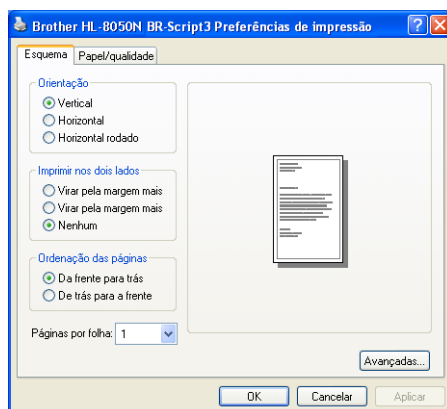 Brother HL-8050N BR-Script3 Preferências de impressão
Esquema Papel/qualidade
Orientação
Vertical
Horizontal
Horizontal rodado
Imprimir nos dois lados
Virar pela margem mais
Virar pela margem mais
Nenhum
Ordenação das páginas
Da frente para trás
De trás para a frente
Páginas por folha: 1
Avançadas...
OK Cancelar Aplicar